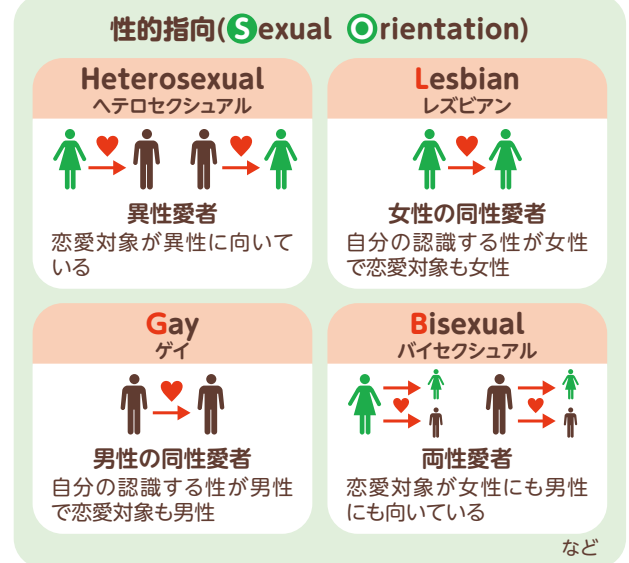 性的指向(Sexual Orientation)
Heterosexual
ヘテロセクシュアル
異性愛者
恋愛対象が異性に向いて
いる
Lesbian
レズビアン
女性の同性愛者
自分の認識する性が女性
で恋愛対象も女性
Gay
ゲイ
男性の同性愛者
自分の認識する性が男性
で恋愛対象も男性
Bisexual
バイセクシュアル
両性愛者
恋愛対象が女性にも男性
にも向いている
など